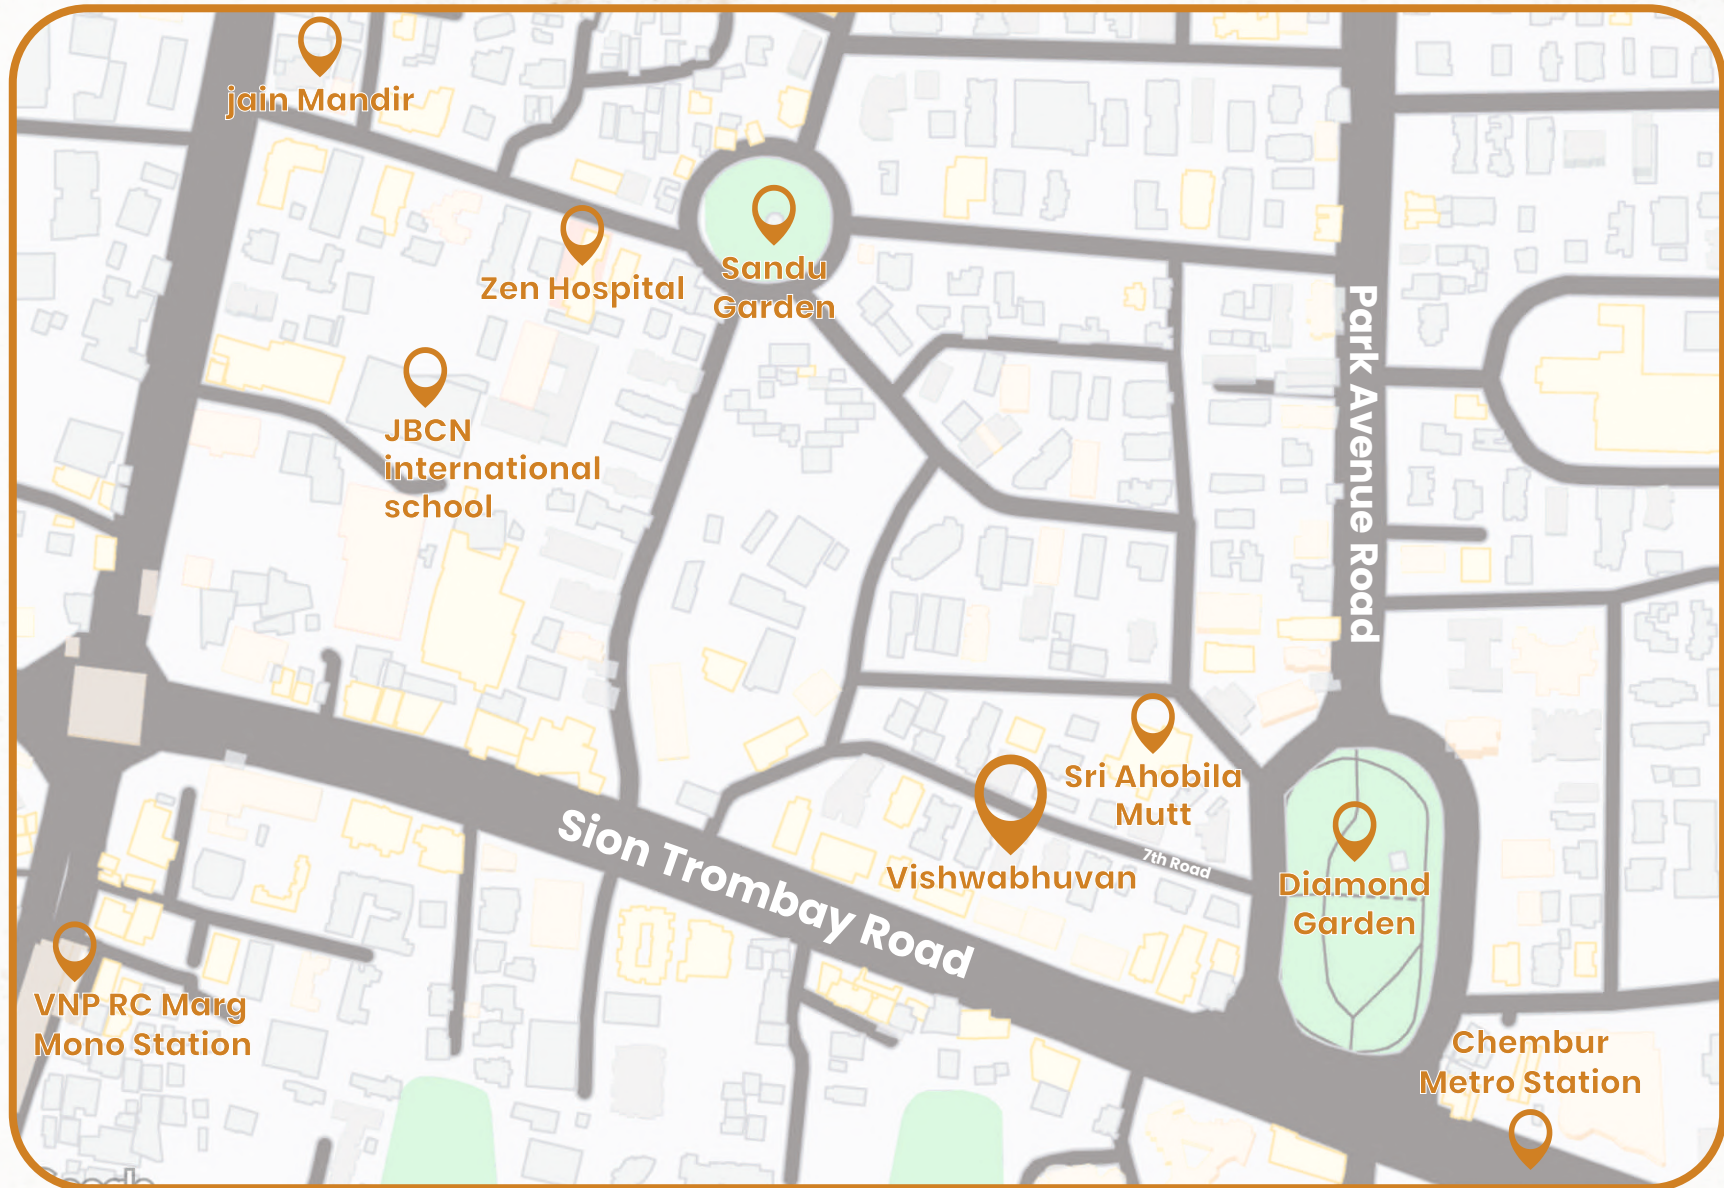 jain Mandir
Zen Hospital
Sandu
Garden
JBCN
international
school
Park Avenue Road
Sri Ahobila
Mutt
Vishwabhuvan
7th Road
Sion Trombay Road
Diamond
Garden
VNP RC Marg
Mono Station
Chembur
Metro Station